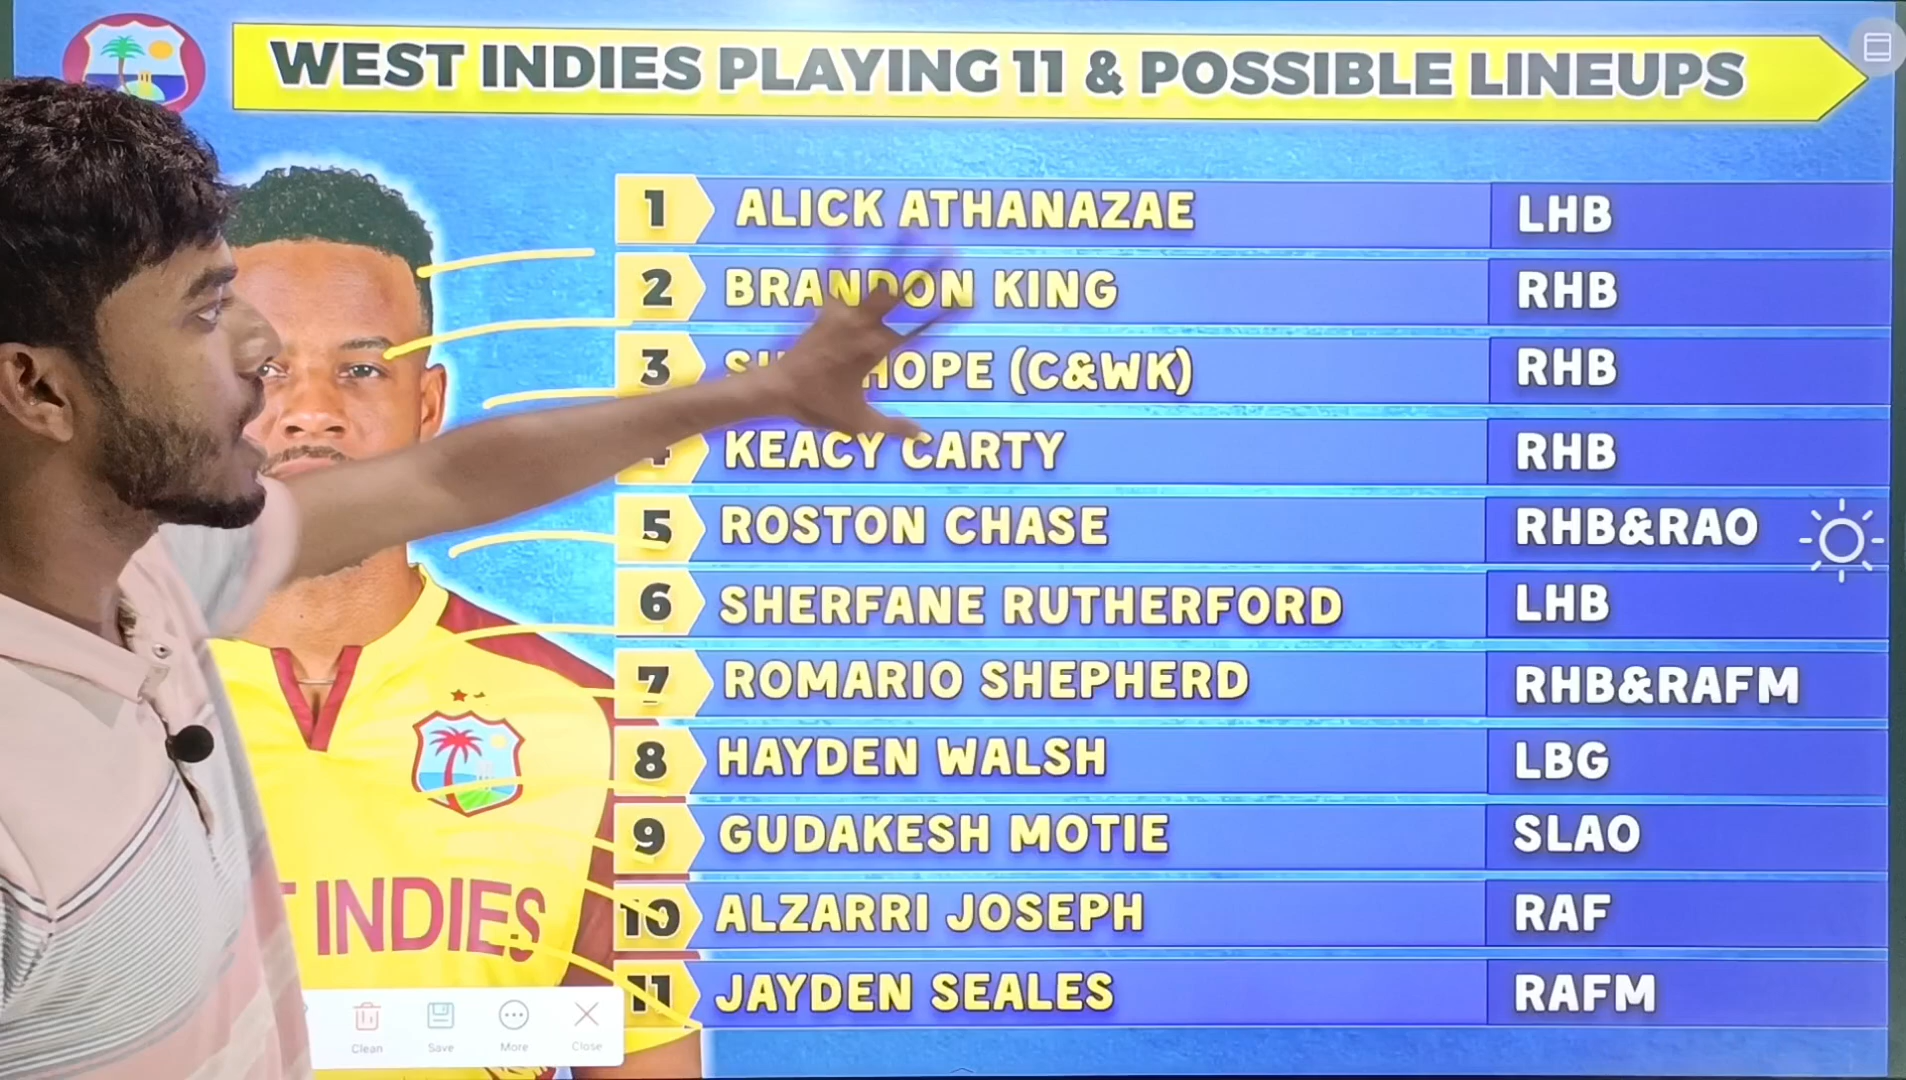 WEST INDIES PLAYING 11 & POSSIBLE LINEUPS
1 ALICK ATHANAZAE LHB
2 BRANDON KING RHB
3 HOPE (C&WK) RHB
KEACY CARTY RHB
5 ROSTON CHASE RHB&RAO
6 SHERFANE RUTHERFORD LHB
7 ROMARIO SHEPHERD RHB&RAFM
8 HAYDEN WALSH LBG
9 GUDAKESH MOTIE SLAO
10 ALZARRI JOSEPH RAF
11 JAYDEN SEALES RAFM
INDIES
Clean Save More Close